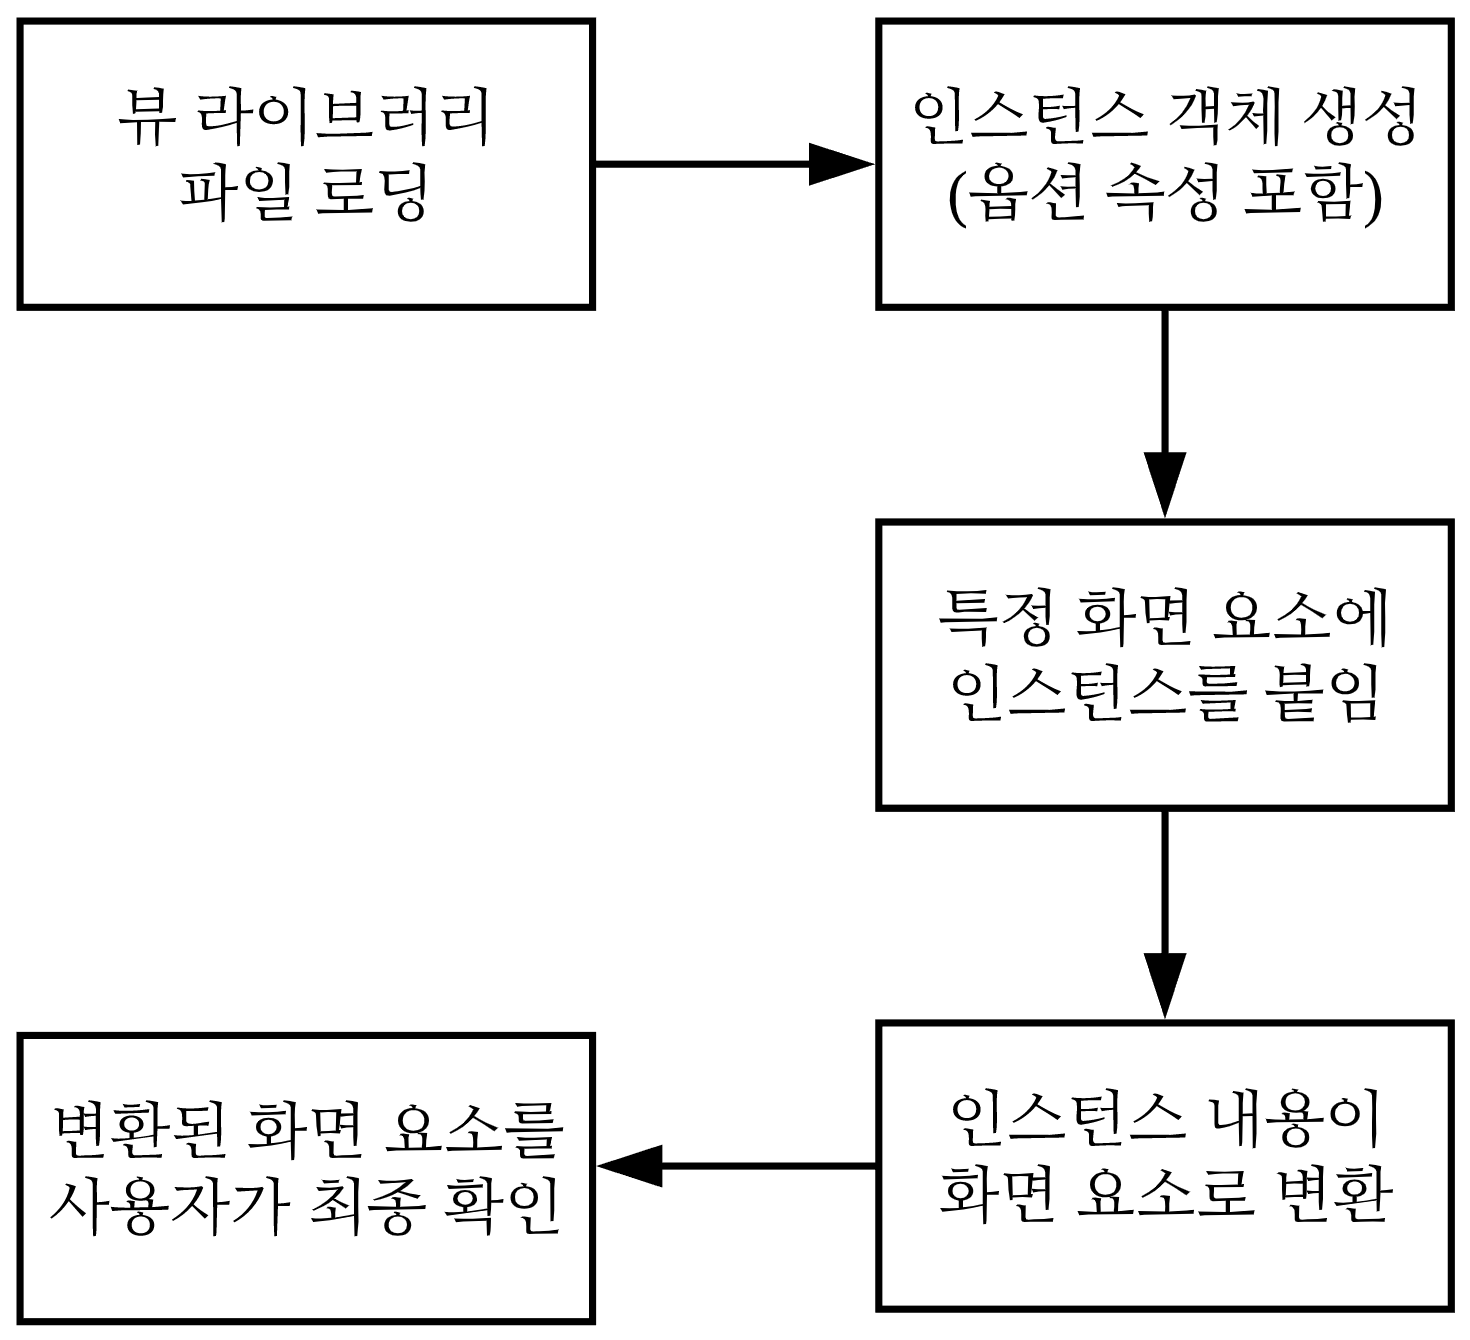 뷰 라이브러리
파일 로딩
인스턴스 객체 생성
(옵션 속성 포함)
특정 화면 요소에
인스턴스를 붙임
인스턴스 내용이
화면 요소로 변환
변환된 화면 요소를
사용자가 최종 확인